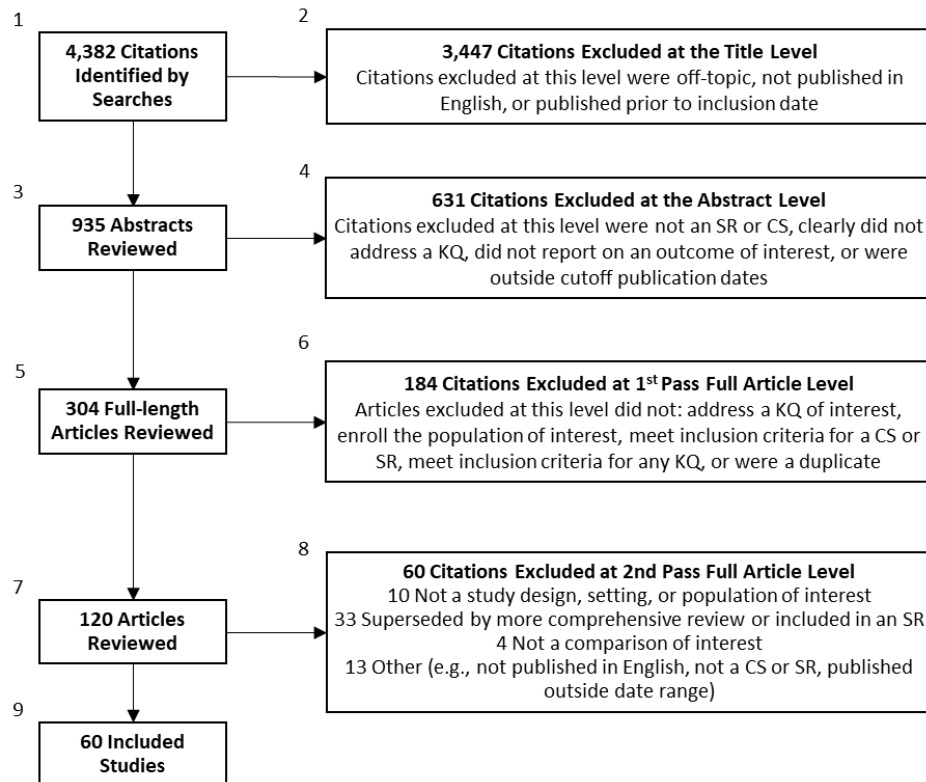 1
4,382 Citations
Identified by
Searches
2
3,447 Citations Excluded at the Title Level
Citations excluded at this level were off-topic, not published in
English, or published prior to inclusion date
3
935 Abstracts
Reviewed
4
631 Citations Excluded at the Abstract Level
Citations excluded at this level were not an SR or CS, clearly did not
address a KQ, did not report on an outcome of interest, or were
outside cutoff publication dates
5
304 Full-length
Articles Reviewed
6
184 Citations Excluded at 1st Pass Full Article Level
Articles excluded at this level did not: address a KQ of interest,
enroll the population of interest, meet inclusion criteria for a CS or
SR, meet inclusion criteria for any KQ, or were a duplicate
7
120 Articles
Reviewed
8
60 Citations Excluded at 2nd Pass Full Article Level
10 Not a study design, setting, or population of interest
33 Superseded by more comprehensive review or included in an SR
4 Not a comparison of interest
13 Other (e.g., not published in English, not a CS or SR, published
outside date range)
9
60 Included
Studies